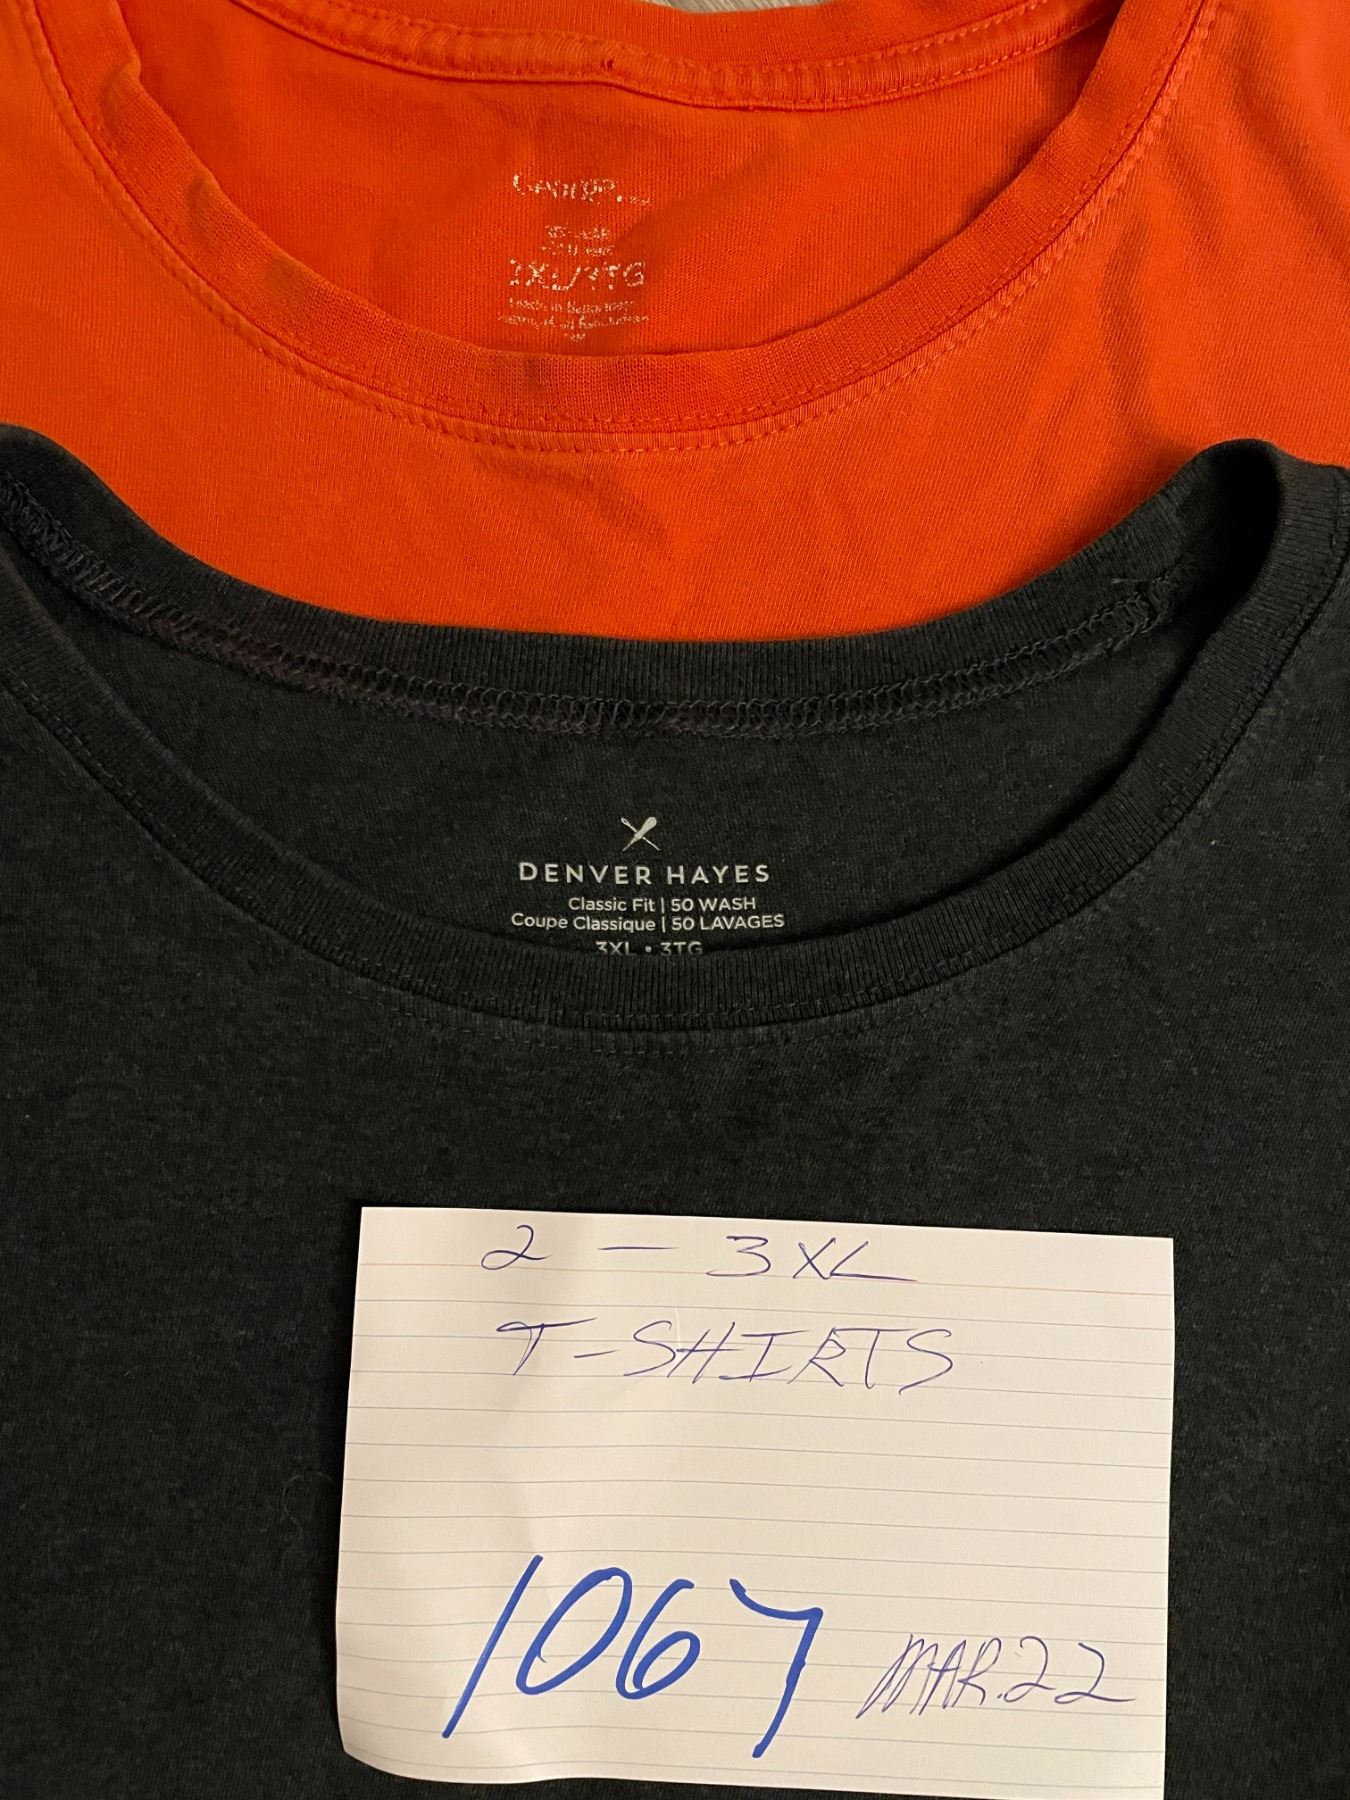 DENVER HAYES
Classic Fit | 50 WASH
Coupe Classique | 50 LAVAGES
3XL • 3TG
2 — 3XL
T-SHIRTS
1067 MAR.22